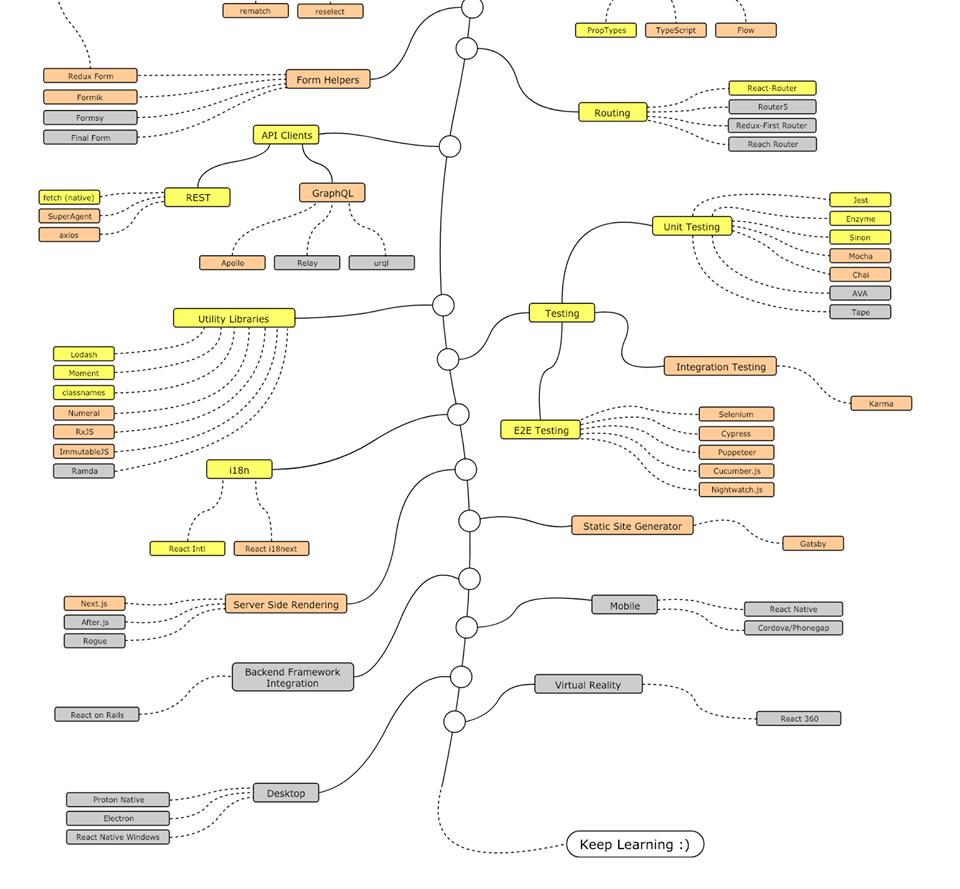 rematch
reselect
PropTypes
TypeScript
Flow
Redux Form
Formik
Formsy
Final Form
Form Helpers
Routing
React-Router
Router5
Redux-First Router
Reach Router
API Clients
REST
GraphQL
fetch (native)
SuperAgent
axios
Apollo
Relay
urql
Unit Testing
Jest
Enzyme
Sinon
Mocha
Chai
AVA
Tape
Utility Libraries
Lodash
Moment
classnames
Numeral
RxJS
ImmutableJS
Ramda
Testing
Integration Testing
Karma
E2E Testing
Selenium
Cypress
Puppeteer
Cucumber.js
Nightwatch.js
i18n
React Intl
React i18next
Static Site Generator
Gatsby
Server Side Rendering
Next.js
After.js
Rogue
Mobile
React Native
Cordova/Phonegap
Backend Framework
Integration
React on Rails
Virtual Reality
React 360
Desktop
Proton Native
Electron
React Native Windows
Keep Learning :)